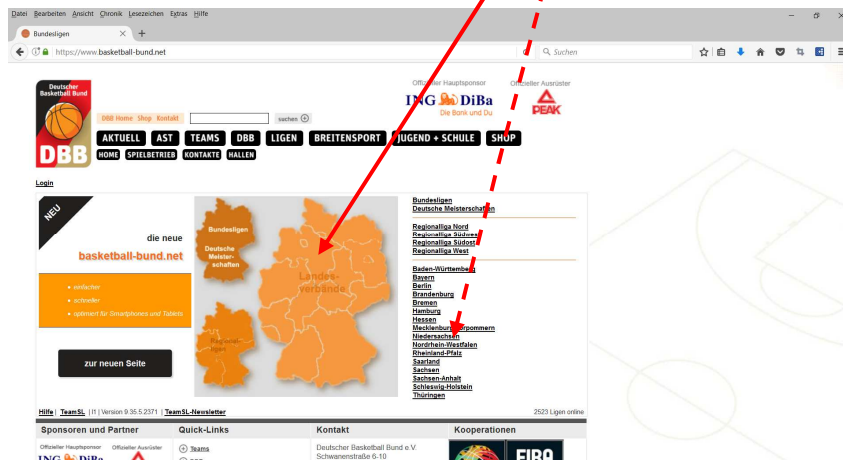 Datei Bearbeiten Ansicht Chronik Lesezeichen Extras Hilfe
Bundesligen
https://www.basketball-bund.net
Suchen
Deutscher
Basketball Bund
DBB
DBB Home Shop Kontakt
suchen
Offizieller Hauptsponsor
ING DiBa
Die Bank und Du
Offizieller Ausrüster
PEAK
AKTUELL AST TEAMS DBB LIGEN BREITENSPORT JUGEND + SCHULE SHOP
HOME SPIELBETRIEB KONTAKTE HALLEN
Login
NEU
die neue
basketball-bund.net
einfacher
schneller
optimiert für Smartphones und Tablets
zur neuen Seite
Bundesligen
Deutsche
Meister-
schaften
Landes-
verbände
Regional-
ligen
Bundesligen
Deutsche Meisterschaften
Regionalliga Nord
Regionalliga Südwest
Regionalliga Südost
Regionalliga West
Baden-Württemberg
Bayern
Berlin
Brandenburg
Bremen
Hamburg
Hessen
Mecklenburg-Vorpommern
Niedersachsen
Nordrhein-Westfalen
Rheinland-Pfalz
Saarland
Sachsen
Sachsen-Anhalt
Schleswig-Holstein
Thüringen
Hilfe | TeamSL | I1 | Version 9.35.5.2371 | TeamSL-Newsletter
2523 Ligen online
Sponsoren und Partner Quick-Links Kontakt Kooperationen
Offizieller Hauptsponsor Offizieller Ausrüster
ING DiBa
Teams
Deutscher Basketball Bund e.V.
Schwanenstraße 6-10
FIBA